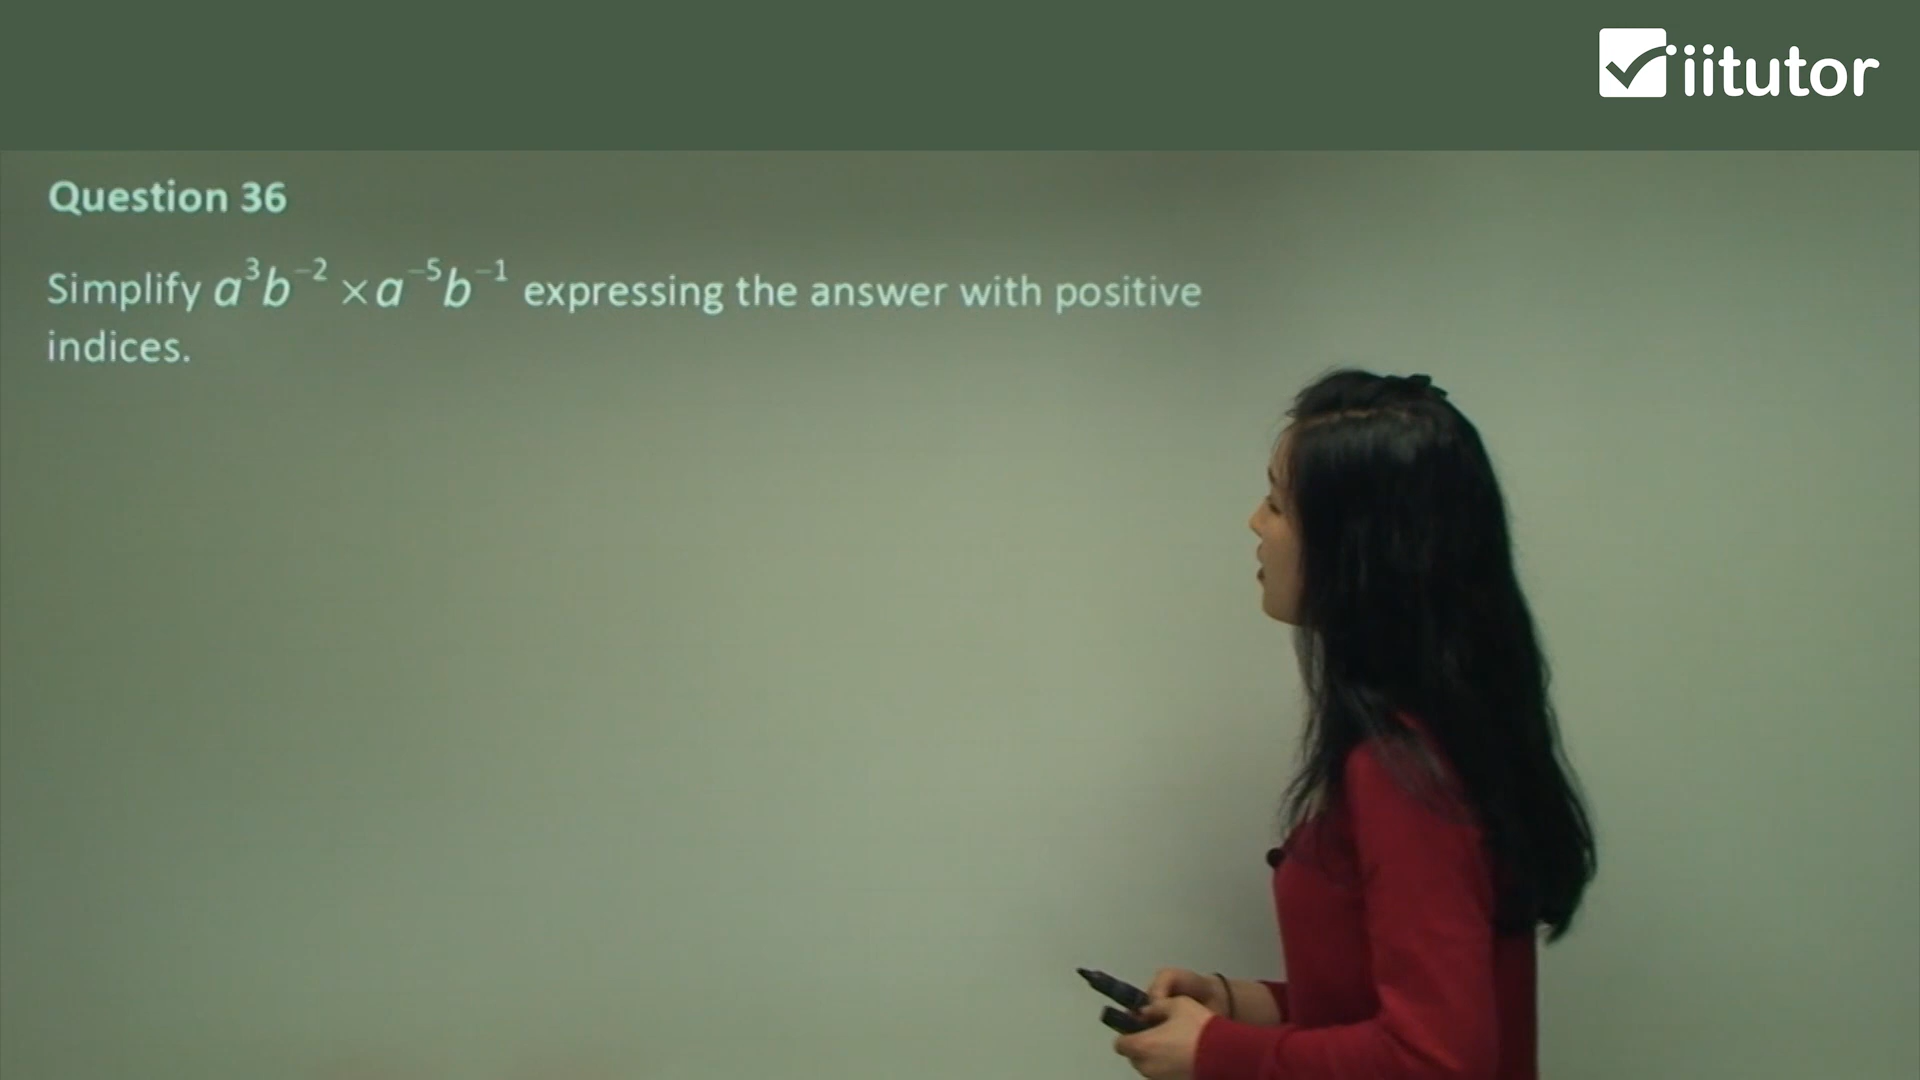 iitutor
Question 36
Simplify a³b⁻² × a⁻⁵b⁻¹ expressing the answer with positive
indices.